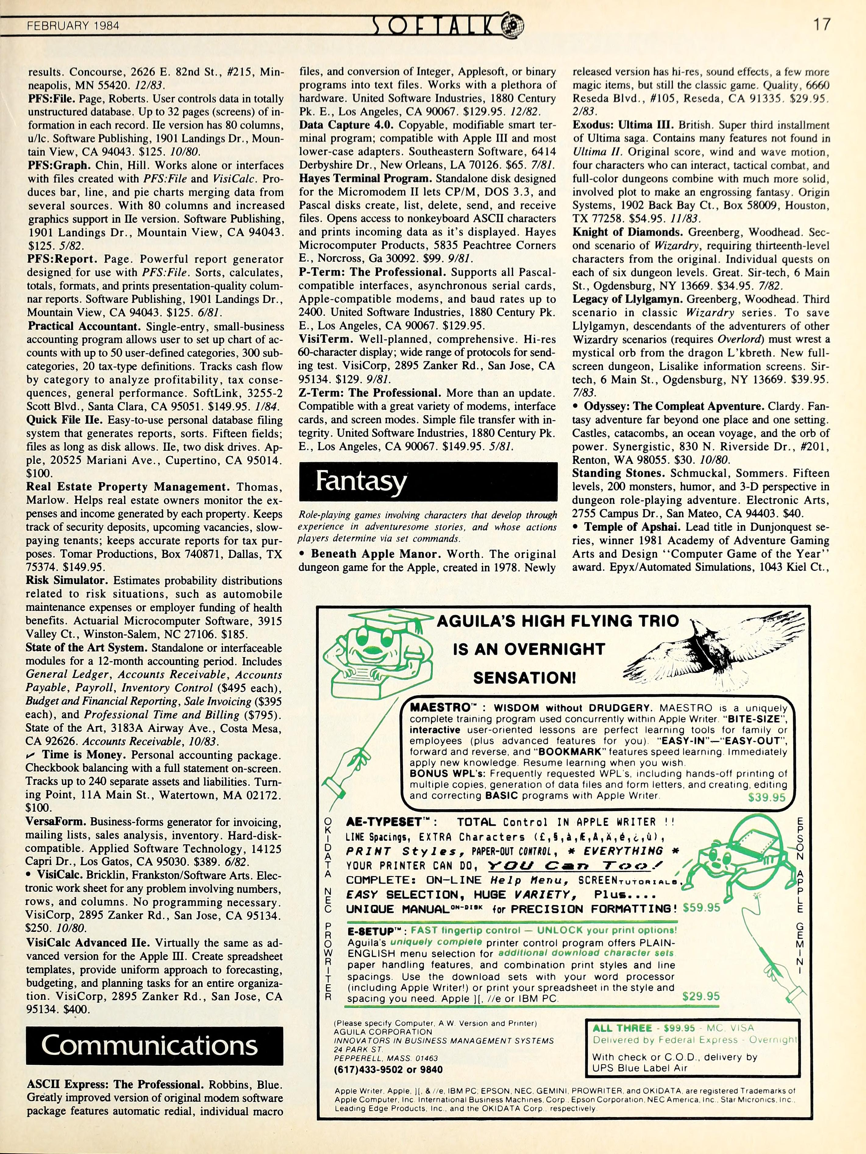 FEBRUARY 1984
SOFTALK
17
results. Concourse, 2626 E. 82nd St., #215, Min-
neapolis, MN 55420. 12/83.
PFS:File. Page, Roberts. User controls data in totally
unstructured database. Up to 32 pages (screens) of in-
formation in each record. IIe version has 80 columns,
u/lc. Software Publishing, 1901 Landings Dr., Moun-
tain View, CA 94043. $125. 10/80.
PFS:Graph. Chin, Hill. Works alone or interfaces
with files created with PFS:File and VisiCalc. Pro-
duces bar, line, and pie charts merging data from
several sources. With 80 columns and increased
graphics support in IIe version. Software Publishing,
1901 Landings Dr., Mountain View, CA 94043.
$125. 5/82.
PFS:Report. Page. Powerful report generator
designed for use with PFS:File. Sorts, calculates,
totals, formats, and prints presentation-quality colum-
nar reports. Software Publishing, 1901 Landings Dr.,
Mountain View, CA 94043. $125. 6/81.
Practical Accountant. Single-entry, small-business
accounting program allows user to set up chart of ac-
counts with up to 50 user-defined categories, 300 sub-
categories, 20 tax-type definitions. Tracks cash flow
by category to analyze profitability, tax conse-
quences, general performance. SoftLink, 3255-2
Scott Blvd., Santa Clara, CA 95051. $149.95. 1/84.
Quick File IIe. Easy-to-use personal database filing
system that generates reports, sorts. Fifteen fields;
files as long as disk allows. IIe, two disk drives. Ap-
ple, 20525 Mariani Ave., Cupertino, CA 95014.
$100.
Real Estate Property Management. Thomas,
Marlow. Helps real estate owners monitor the ex-
penses and income generated by each property. Keeps
track of security deposits, upcoming vacancies, slow-
paying tenants; keeps accurate reports for tax pur-
poses. Tomar Productions, Box 740871, Dallas, TX
75374. $149.95.
Risk Simulator. Estimates probability distributions
related to risk situations, such as automobile
maintenance expenses or employer funding of health
benefits. Actuarial Microcomputer Software, 3915
Valley Ct., Winston-Salem, NC 27106. $185.
State of the Art System. Standalone or interfaceable
modules for a 12-month accounting period. Includes
General Ledger, Accounts Receivable, Accounts
Payable, Payroll, Inventory Control ($495 each),
Budget and Financial Reporting, Sale Invoicing ($395
each), and Professional Time and Billing ($795).
State of the Art, 3183A Airway Ave., Costa Mesa,
CA 92626. Accounts Receivable, 10/83.
✓ Time is Money. Personal accounting package.
Checkbook balancing with a full statement on-screen.
Tracks up to 240 separate assets and liabilities. Turn-
ing Point, 11A Main St., Watertown, MA 02172.
$100.
VersaForm. Business-forms generator for invoicing,
mailing lists, sales analysis, inventory. Hard-disk-
compatible. Applied Software Technology, 14125
Capri Dr., Los Gatos, CA 95030. $389. 6/82.
• VisiCalc. Bricklin, Frankston/Software Arts. Elec-
tronic work sheet for any problem involving numbers,
rows, and columns. No programming necessary.
VisiCorp, 2895 Zanker Rd., San Jose, CA 95134.
$250. 10/80.
VisiCalc Advanced IIe. Virtually the same as ad-
vanced version for the Apple III. Create spreadsheet
templates, provide uniform approach to forecasting,
budgeting, and planning tasks for an entire organiza-
tion. VisiCorp, 2895 Zanker Rd., San Jose, CA
95134. $400.
Communications
ASCII Express: The Professional. Robbins, Blue.
Greatly improved version of original modem software
package features automatic redial, individual macro
files, and conversion of Integer, Applesoft, or binary
programs into text files. Works with a plethora of
hardware. United Software Industries, 1880 Century
Pk. E., Los Angeles, CA 90067. $129.95. 12/82.
Data Capture 4.0. Copyable, modifiable smart ter-
minal program; compatible with Apple III and most
lower-case adapters. Southeastern Software, 6414
Derbyshire Dr., New Orleans, LA 70126. $65. 7/81.
Hayes Terminal Program. Standalone disk designed
for the Micromodem II lets CP/M, DOS 3.3, and
Pascal disks create, list, delete, send, and receive
files. Opens access to nonkeyboard ASCII characters
and prints incoming data as it's displayed. Hayes
Microcomputer Products, 5835 Peachtree Corners
E., Norcross, Ga 30092. $99. 9/81.
P-Term: The Professional. Supports all Pascal-
compatible interfaces, asynchronous serial cards,
Apple-compatible modems, and baud rates up to
2400. United Software Industries, 1880 Century Pk.
E., Los Angeles, CA 90067. $129.95.
VisiTerm. Well-planned, comprehensive. Hi-res
60-character display; wide range of protocols for send-
ing test. VisiCorp, 2895 Zanker Rd., San Jose, CA
95134. $129. 9/81.
Z-Term: The Professional. More than an update.
Compatible with a great variety of modems, interface
cards, and screen modes. Simple file transfer with in-
tegrity. United Software Industries, 1880 Century Pk.
E., Los Angeles, CA 90067. $149.95. 5/81.
Fantasy
Role-playing games involving characters that develop through
experience in adventuresome stories, and whose actions
players determine via set commands.
• Beneath Apple Manor. Worth. The original
dungeon game for the Apple, created in 1978. Newly
released version has hi-res, sound effects, a few more
magic items, but still the classic game. Quality, 6660
Reseda Blvd., #105, Reseda, CA 91335. $29.95.
2/83.
Exodus: Ultima III. British. Super third installment
of Ultima saga. Contains many features not found in
Ultima II. Original score, wind and wave motion,
four characters who can interact, tactical combat, and
full-color dungeons combine with much more solid,
involved plot to make an engrossing fantasy. Origin
Systems, 1902 Back Bay Ct., Box 58009, Houston,
TX 77258. $54.95. 11/83.
Knight of Diamonds. Greenberg, Woodhead. Sec-
ond scenario of Wizardry, requiring thirteenth-level
characters from the original. Individual quests on
each of six dungeon levels. Great. Sir-tech, 6 Main
St., Ogdensburg, NY 13669. $34.95. 7/82.
Legacy of Llylgamyn. Greenberg, Woodhead. Third
scenario in classic Wizardry series. To save
Llylgamyn, descendants of the adventurers of other
Wizardry scenarios (requires Overlord) must wrest a
mystical orb from the dragon L'kbreth. New full-
screen dungeon, Lisalike information screens. Sir-
tech, 6 Main St., Ogdensburg, NY 13669. $39.95.
7/83.
• Odyssey: The Compleat Apventure. Clardy. Fan-
tasy adventure far beyond one place and one setting.
Castles, catacombs, an ocean voyage, and the orb of
power. Synergistic, 830 N. Riverside Dr., #201,
Renton, WA 98055. $30. 10/80.
Standing Stones. Schmuckal, Sommers. Fifteen
levels, 200 monsters, humor, and 3-D perspective in
dungeon role-playing adventure. Electronic Arts,
2755 Campus Dr., San Mateo, CA 94403. $40.
• Temple of Apshai. Lead title in Dunjonquest se-
ries, winner 1981 Academy of Adventure Gaming
Arts and Design "Computer Game of the Year"
award. Epyx/Automated Simulations, 1043 Kiel Ct.,
AGUILA'S HIGH FLYING TRIO
IS AN OVERNIGHT
SENSATION!
MAESTRO™ : WISDOM without DRUDGERY. MAESTRO is a uniquely
complete training program used concurrently within Apple Writer. "BITE-SIZE",
interactive user-oriented lessons are perfect learning tools for family or
employees (plus advanced features for you). "EASY-IN"—"EASY-OUT",
forward and reverse, and "BOOKMARK" features speed learning. Immediately
apply new knowledge. Resume learning when you wish.
BONUS WPL's: Frequently requested WPL'S, including hands-off printing of
multiple copies, generation of data files and form letters, and creating, editing
and correcting BASIC programs with Apple Writer. $39.95
OKIDATA NEC PROWRITER
AE-TYPESET™: TOTAL Control IN APPLE WRITER !!
LINE Spacings, EXTRA Characters (£,§,à,Æ,Å,Ä,é,¿,ù),
PRINT Styles, PAPER-OUT CONTROL, * EVERYTHING *
YOUR PRINTER CAN DO, YOU Can Too!
COMPLETE: ON-LINE Help Menu, SCREEN TUTORIALS,
EASY SELECTION, HUGE VARIETY, Plus....
UNIQUE MANUAL ON-DISK for PRECISION FORMATTING! $59.95
E-SETUP™: FAST fingertip control — UNLOCK your print options!
Aguila's uniquely complete printer control program offers PLAIN-
ENGLISH menu selection for additional download character sets
paper handling features, and combination print styles and line
spacings. Use the download sets with your word processor
(including Apple Writer!) or print your spreadsheet in the style and
spacing you need. Apple ][, //e or IBM PC. $29.95
EPSON APPLE GEMINI
(Please specify Computer, A.W. Version and Printer)
AGUILA CORPORATION
INNOVATORS IN BUSINESS MANAGEMENT SYSTEMS
24 PARK ST.
PEPPERELL, MASS. 01463
(617)433-9502 or 9840
ALL THREE - $99.95 - MC, VISA
Delivered by Federal Express - Overnight
With check or C.O.D., delivery by
UPS Blue Label Air
Apple Writer, Apple, ][, & //e, IBM PC, EPSON, NEC, GEMINI, PROWRITER, and OKIDATA, are registered Trademarks of
Apple Computer, Inc. International Business Machines, Corp., Epson Corporation, NEC America, Inc., Star Micronics, Inc.,
Leading Edge Products, Inc., and the OKIDATA Corp., respectively.